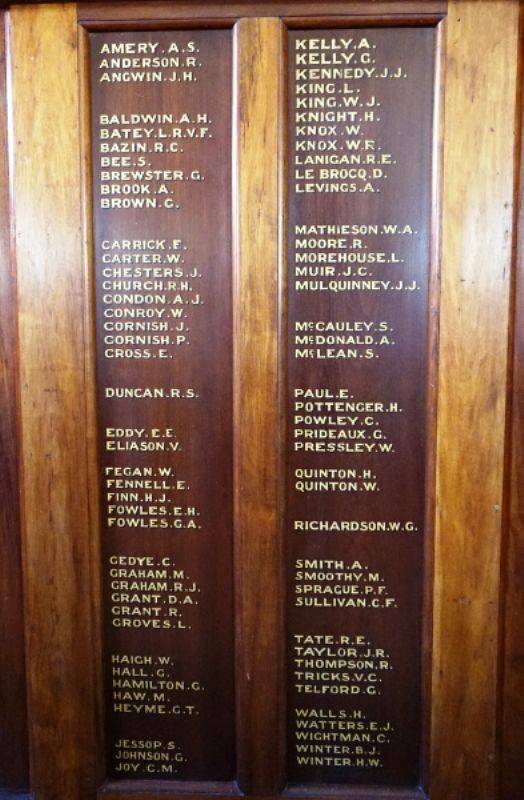 AMERY.A.S.
ANDERSON.R.
ANGWIN.J.H.
BALDWIN.A.H.
BATEY.L.R.V.F.
BAZIN.R.C.
BEE.S.
BREWSTER.G.
BROOK.A.
BROWN.G.
CARRICK.E.
CARTER.W.
CHESTERS.J.
CHURCH.R.H.
CONDON.A.J.
CONROY.W.
CORNISH.J.
CORNISH.P.
CROSS.E.
DUNCAN.R.S.
EDDY.E.E.
ELIASON.V.
FEGAN.W.
FENNELL.E.
FINN.H.J.
FOWLES.E.H.
FOWLES.G.A.
GEDYE.C.
GRAHAM.M.
GRAHAM.R.J.
GRANT.D.A.
GRANT.R.
GROVES.L.
HAIGH.W.
HALL.G.
HAMILTON.G.
HAW.M.
HEYME.G.T.
JESSOP.S.
JOHNSON.G.
JOY.G.M.
KELLY.A.
KELLY.G.
KENNEDY.J.J.
KING.L.
KING.W.J.
KNIGHT.H.
KNOX.W.
KNOX.W.F.
LANIGAN.R.E.
LE BROCQ.D.
LEVINGS.A.
MATHIESON.W.A.
MOORE.R.
MOREHOUSE.L.
MUIR.J.C.
MULQUINNEY.J.J.
McCAULEY.S.
McDONALD.A.
McLEAN.S.
PAUL.E.
POTTENGER.H.
POWLEY.C.
PRIDEAUX.G.
PRESSLEY.W.
QUINTON.H.
QUINTON.W.
RICHARDSON.W.G.
SMITH.A.
SMOOTHY.M.
SPRAGUE.P.F.
SULLIVAN.C.F.
TATE.R.E.
TAYLOR.J.R.
THOMPSON.R.
TRICKS.V.C.
TELFORD.G.
WALLS.H.
WATTERS.E.J.
WIGHTMAN.C.
WINTER.B.J.
WINTER.H.W.